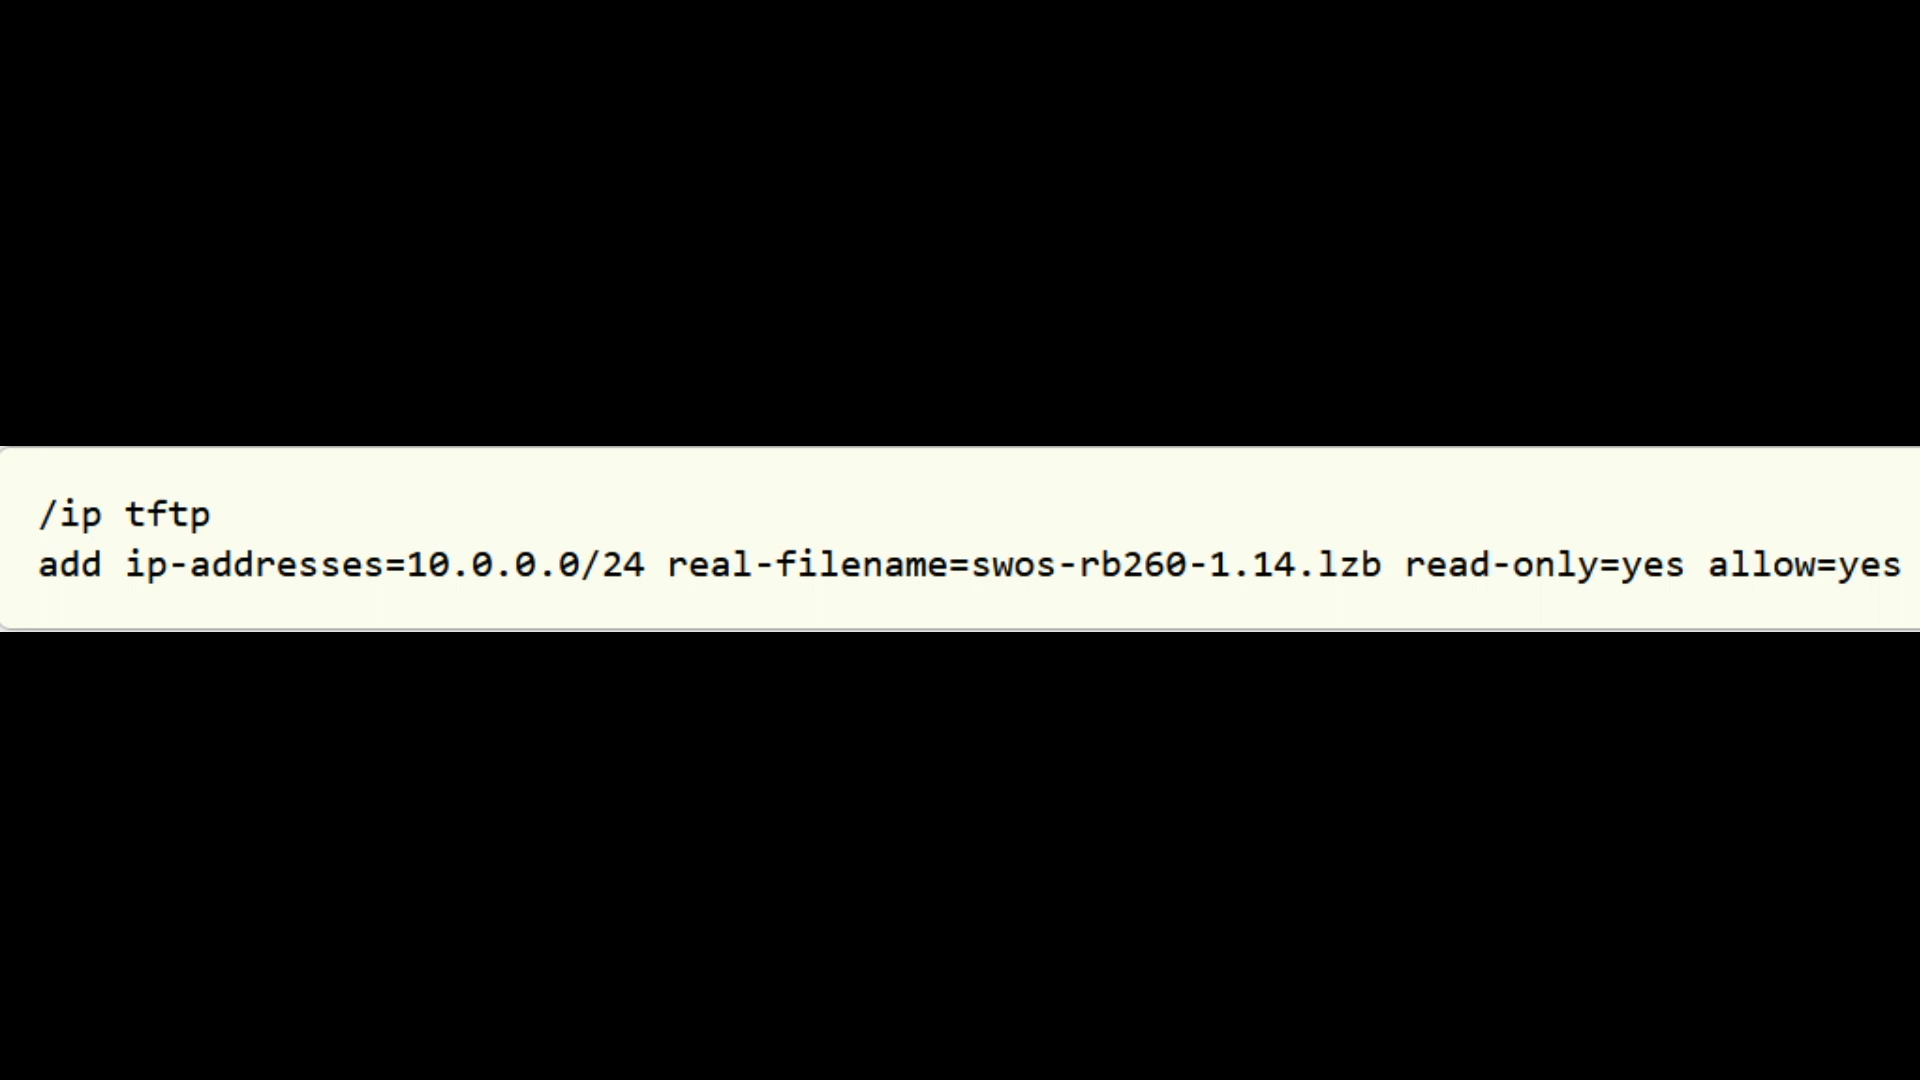 /ip tftp
add ip-addresses=10.0.0.0/24 real-filename=swos-rb260-1.14.lzb read-only=yes allow=yes